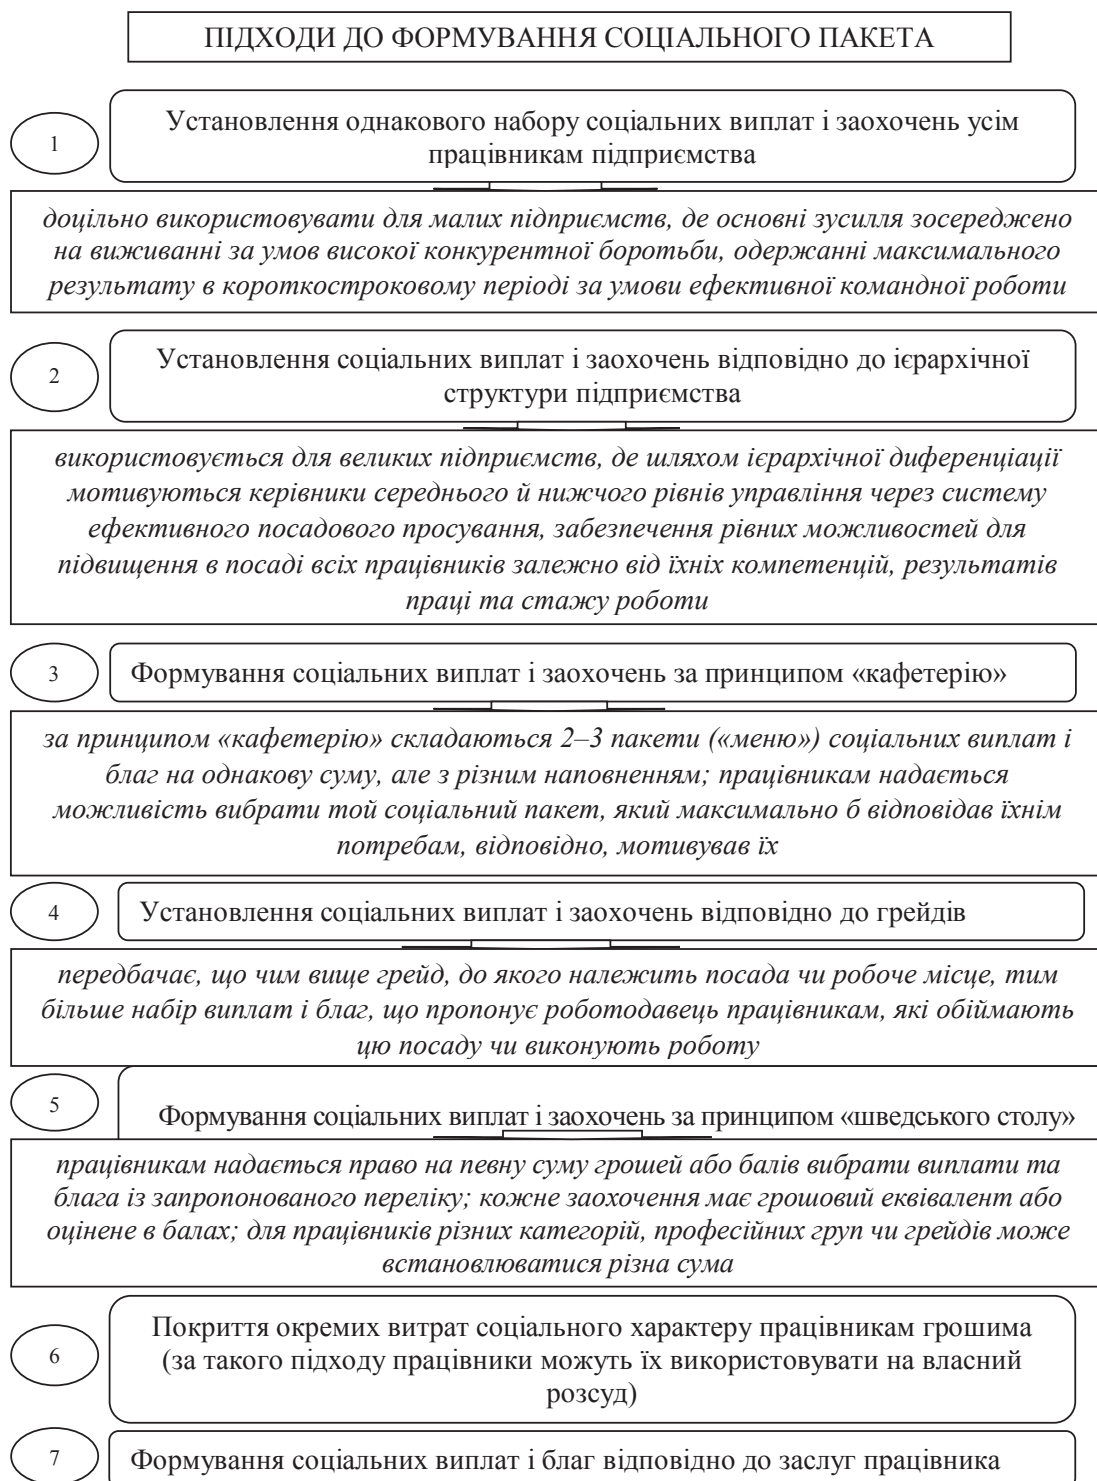 ПІДХОДИ ДО ФОРМУВАННЯ СОЦІАЛЬНОГО ПАКЕТА
1
Установлення однакового набору соціальних виплат і заохочень усім
працівникам підприємства
доцільно використовувати для малих підприємств, де основні зусилля зосереджено
на виживанні за умов високої конкурентної боротьби, одержанні максимального
результату в короткостроковому періоді за умови ефективної командної роботи
2
Установлення соціальних виплат і заохочень відповідно до ієрархічної
структури підприємства
використовується для великих підприємств, де шляхом ієрархічної диференціації
мотивуються керівники середнього й нижчого рівнів управління через систему
ефективного посадового просування, забезпечення рівних можливостей для
підвищення в посаді всіх працівників залежно від їхніх компетенцій, результатів
праці та стажу роботи
3
Формування соціальних виплат і заохочень за принципом «кафетерію»
за принципом «кафетерію» складаються 2–3 пакети («меню») соціальних виплат і
благ на однакову суму, але з різним наповненням; працівникам надається
можливість вибрати той соціальний пакет, який максимально б відповідав їхнім
потребам, відповідно, мотивував їх
4
Установлення соціальних виплат і заохочень відповідно до грейдів
передбачає, що чим вище грейд, до якого належить посада чи робоче місце, тим
більше набір виплат і благ, що пропонує роботодавець працівникам, які обіймають
цю посаду чи виконують роботу
5
Формування соціальних виплат і заохочень за принципом «шведського столу»
працівникам надається право на певну суму грошей або балів вибрати виплати та
блага із запропонованого переліку; кожне заохочення має грошовий еквівалент або
оцінене в балах; для працівників різних категорій, професійних груп чи грейдів може
встановлюватися різна сума
6
Покриття окремих витрат соціального характеру працівникам грошима
(за такого підходу працівники можуть їх використовувати на власний
розсуд)
7
Формування соціальних виплат і благ відповідно до заслуг працівника